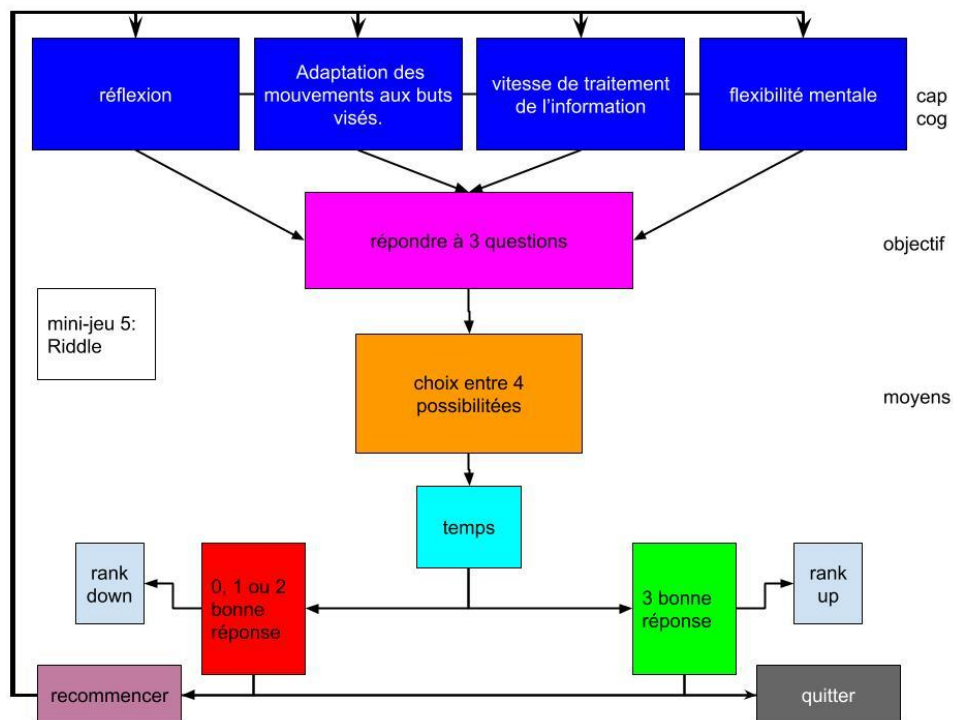 réflexion
Adaptation des
mouvements aux buts
visés.
vitesse de traitement
de l'information
flexibilité mentale
cap
cog
répondre à 3 questions
objectif
mini-jeu 5:
Riddle
choix entre 4
possibilitées
moyens
temps
rank
down
0, 1 ou 2
bonne
réponse
3 bonne
réponse
rank
up
recommencer
quitter